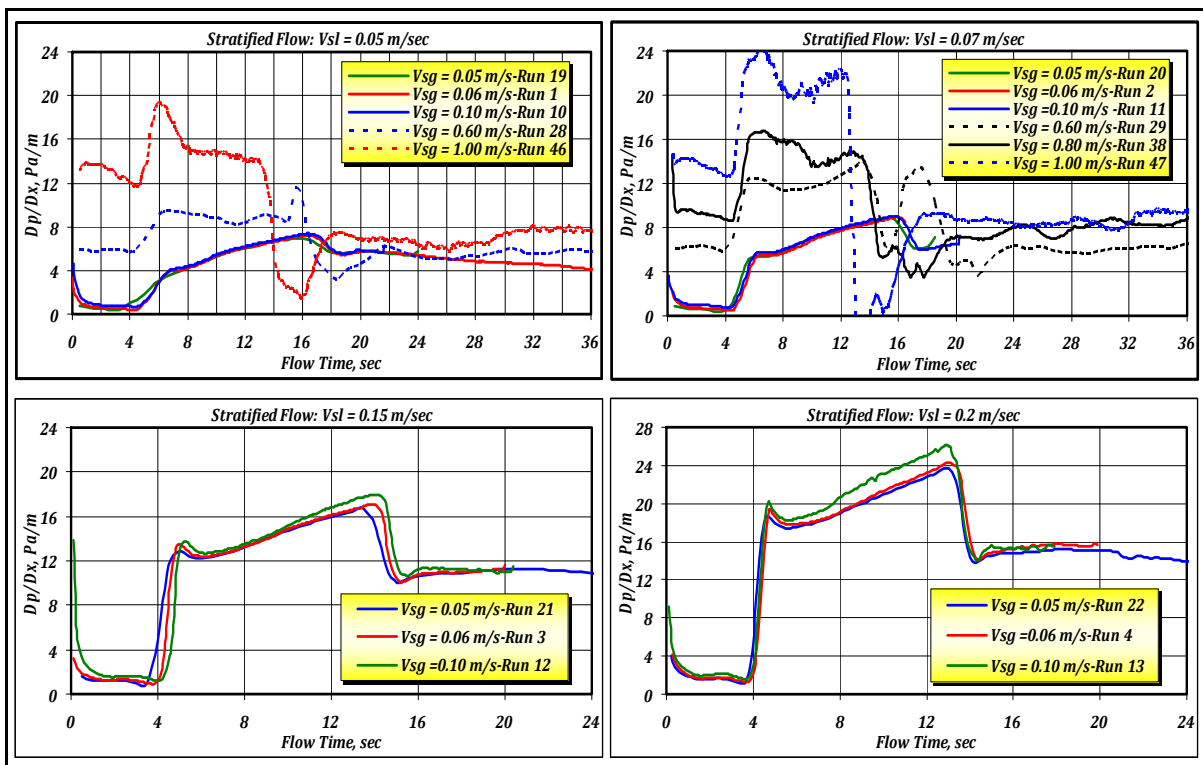 Stratified Flow: Vsl = 0.05 m/sec
Dp/Dx, Pa/m
24
20
16
12
8
4
0
Vsg = 0.05 m/s-Run 19
Vsg = 0.06 m/s-Run 1
Vsg = 0.10 m/s-Run 10
Vsg = 0.60 m/s-Run 28
Vsg = 1.00 m/s-Run 46
0 4 8 12 16 20 24 28 32 36
Flow Time, sec
Stratified Flow: Vsl = 0.07 m/sec
Dp/Dx, Pa/m
24
20
16
12
8
4
0
Vsg = 0.05 m/s-Run 20
Vsg =0.06 m/s-Run 2
Vsg =0.10 m/s -Run 11
Vsg = 0.60 m/s-Run 29
Vsg = 0.80 m/s-Run 38
Vsg = 1.00 m/s-Run 47
0 4 8 12 16 20 24 28 32 36
Flow Time, sec
Stratified Flow: Vsl = 0.15 m/sec
Dp/Dx, Pa/m
24
20
16
12
8
4
0
Vsg = 0.05 m/s-Run 21
Vsg = 0.06 m/s-Run 3
Vsg =0.10 m/s-Run 12
0 4 8 12 16 20 24
Flow Time, sec
Stratified Flow: Vsl = 0.2 m/sec
Dp/Dx, Pa/m
28
24
20
16
12
8
4
0
Vsg = 0.05 m/s-Run 22
Vsg =0.06 m/s-Run 4
Vsg = 0.10 m/s-Run 13
0 4 8 12 16 20 24
Flow Time, sec